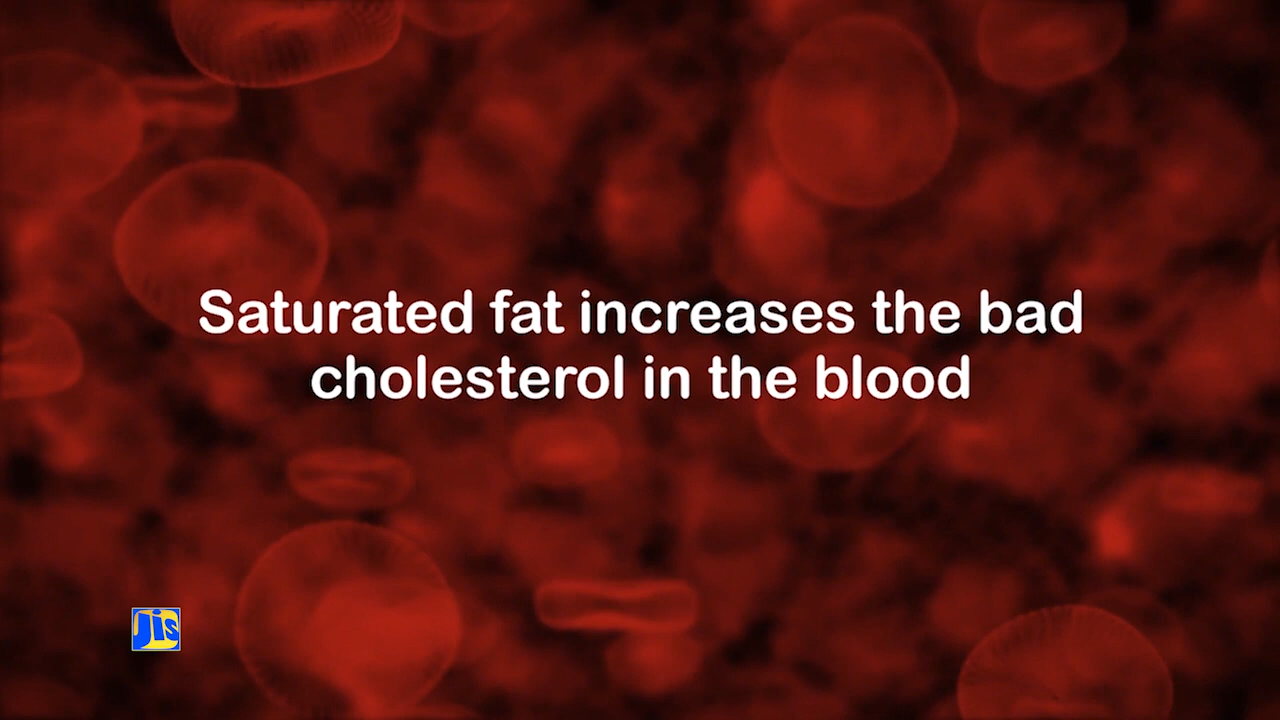 Saturated fat increases the bad
cholesterol in the blood
jis